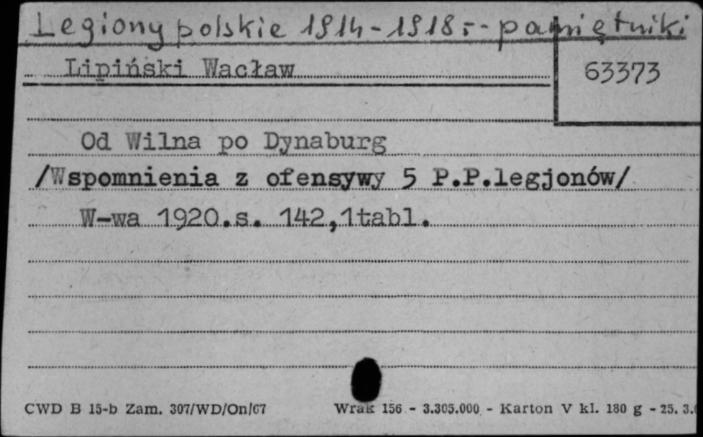 Legiony polskie 1914-1918r.- pamiętniki
Lipiński Wacław
63373
Od Wilna po Dynaburg
/Wspomnienia z ofensywy 5 P.P.legjonów/
W-wa 1920.s. 142,1tabl.
CWD B 15-b Zam. 307/WD/On/67 Wrak 156 - 3.305.000 - Karton V kl. 180 g - 25. 3.